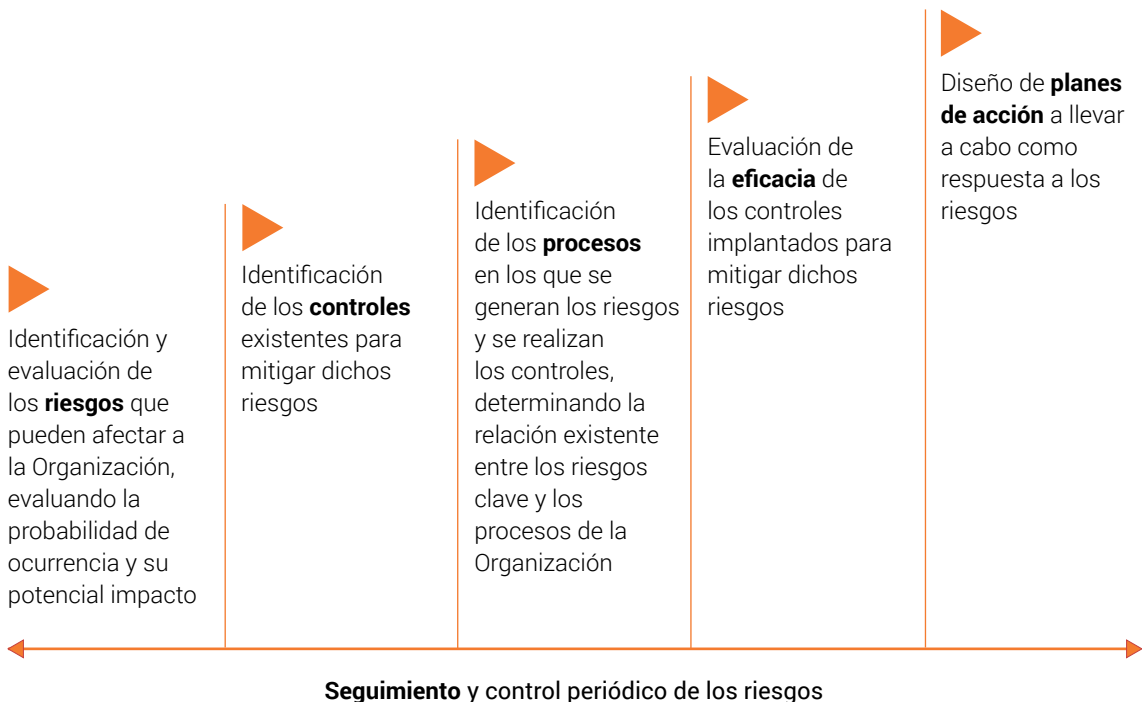 Identificación y
evaluación de
los riesgos que
pueden afectar a
la Organización,
evaluando la
probabilidad de
ocurrencia y su
potencial impacto
Identificación
de los controles
existentes para
mitigar dichos
riesgos
Identificación
de los procesos
en los que se
generan los riesgos
y se realizan
los controles,
determinando la
relación existente
entre los riesgos
clave y los
procesos de la
Organización
Evaluación de
la eficacia de
los controles
implantados para
mitigar dichos
riesgos
Diseño de planes
de acción a llevar
a cabo como
respuesta a los
riesgos
Seguimiento y control periódico de los riesgos